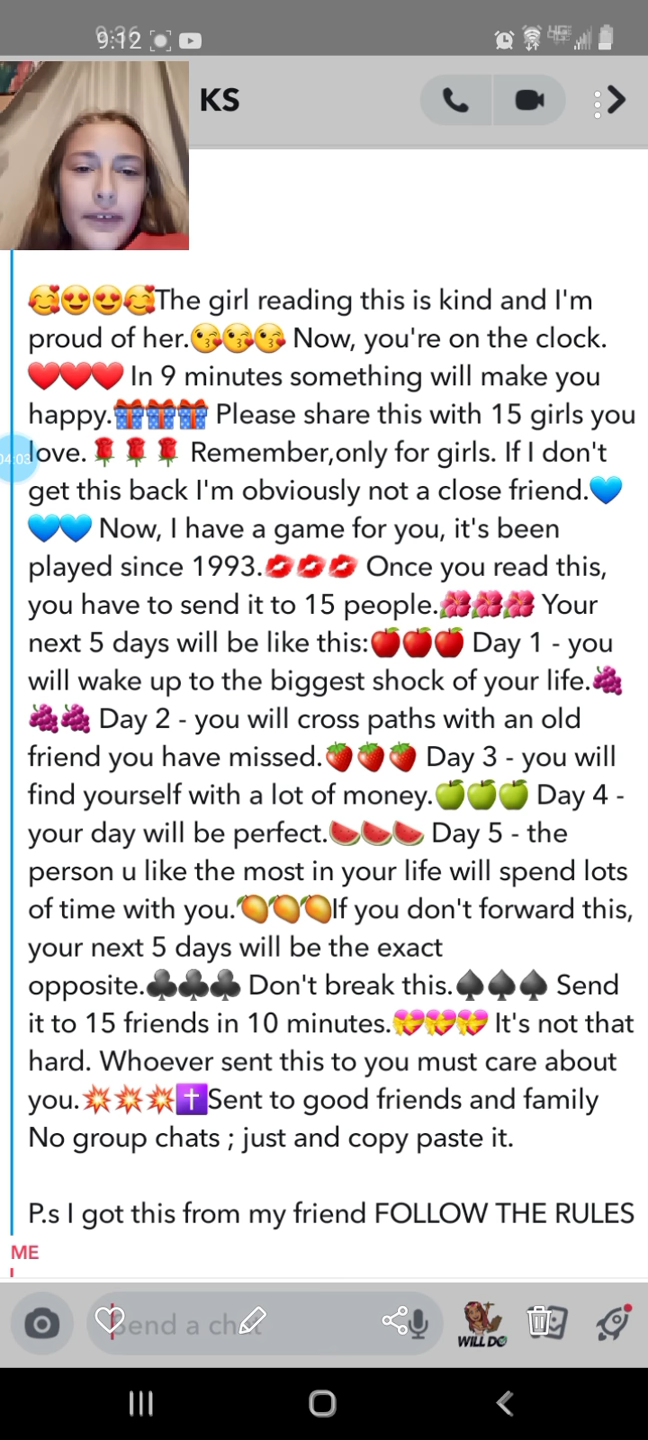 9:12
KS
🥰😍😍🥰The girl reading this is kind and I'm
proud of her.😘😘😘 Now, you're on the clock.
❤️❤️❤️ In 9 minutes something will make you
happy.🎁🎁🎁 Please share this with 15 girls you
love.🌹🌹🌹 Remember,only for girls. If I don't
get this back I'm obviously not a close friend.💙
💙💙 Now, I have a game for you, it's been
played since 1993.💋💋💋 Once you read this,
you have to send it to 15 people.🌺🌺🌺 Your
next 5 days will be like this:🍎🍎🍎 Day 1 - you
will wake up to the biggest shock of your life.🍇
🍇🍇 Day 2 - you will cross paths with an old
friend you have missed.🍓🍓🍓 Day 3 - you will
find yourself with a lot of money.🍏🍏🍏 Day 4 -
your day will be perfect.🍉🍉🍉 Day 5 - the
person u like the most in your life will spend lots
of time with you.🥭🥭🥭If you don't forward this,
your next 5 days will be the exact
opposite.♣️♣️♣️ Don't break this.♠️♠️♠️ Send
it to 15 friends in 10 minutes.💝💝💝 It's not that
hard. Whoever sent this to you must care about
you.💥💥💥✝️Sent to good friends and family
No group chats ; just and copy paste it.
P.s I got this from my friend FOLLOW THE RULES
04:03
ME
Send a chat
WILL DO